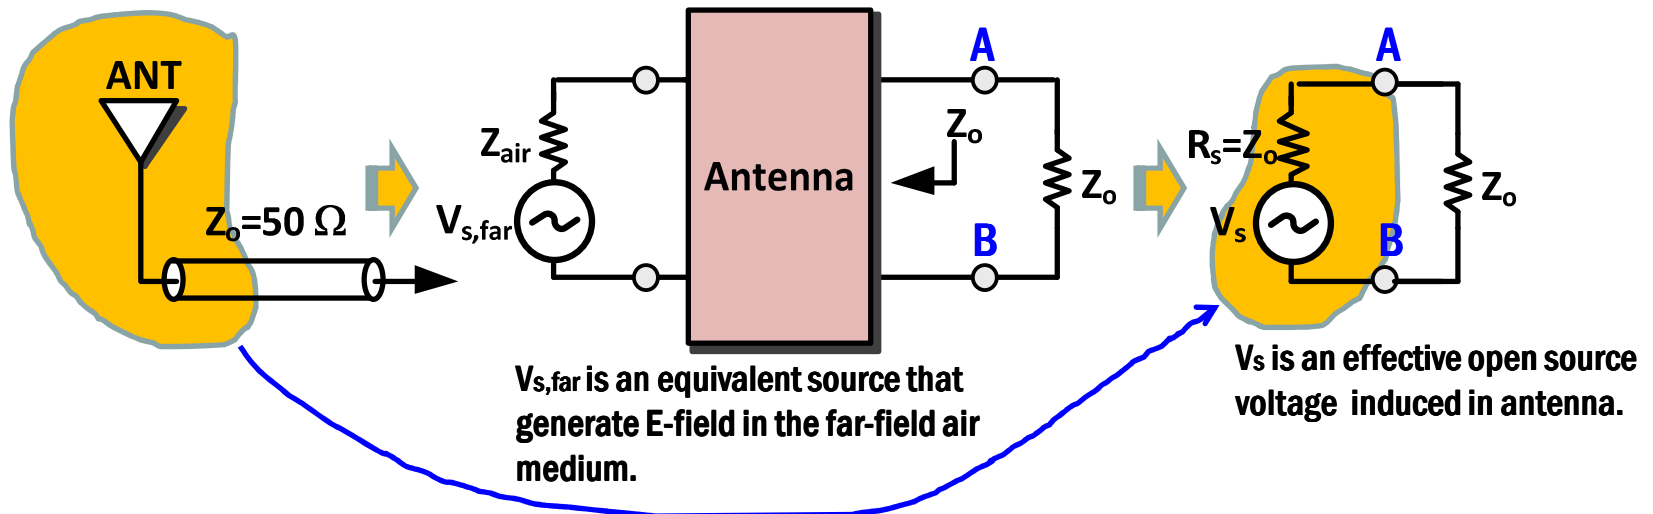 ANT
Zo=50 Ω
Zair
Vs,far
Antenna
A
Zo
Zo
B
A
Rs=Zo
Vs
Zo
B
Vs,far is an equivalent source that
generate E-field in the far-field air
medium.
Vs is an effective open source
voltage induced in antenna.